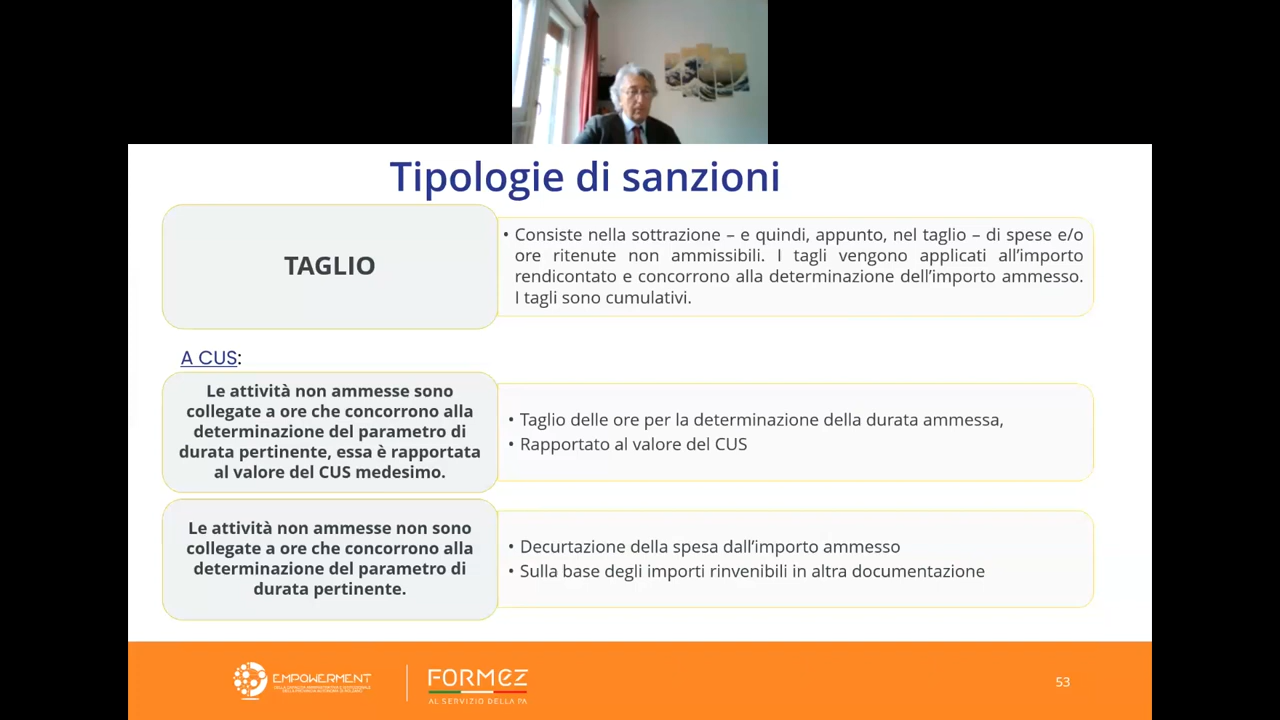 Tipologie di sanzioni
TAGLIO
• Consiste nella sottrazione – e quindi, appunto, nel taglio – di spese e/o
ore ritenute non ammissibili. I tagli vengono applicati all’importo
rendicontato e concorrono alla determinazione dell’importo ammesso.
I tagli sono cumulativi.
A CUS:
Le attività non ammesse sono
collegate a ore che concorrono alla
determinazione del parametro di
durata pertinente, essa è rapportata
al valore del CUS medesimo.
• Taglio delle ore per la determinazione della durata ammessa,
• Rapportato al valore del CUS
Le attività non ammesse non sono
collegate a ore che concorrono alla
determinazione del parametro di
durata pertinente.
• Decurtazione della spesa dall’importo ammesso
• Sulla base degli importi rinvenibili in altra documentazione
EMPOWERMENT
FORMEZ
AL SERVIZIO DELLA PA
53